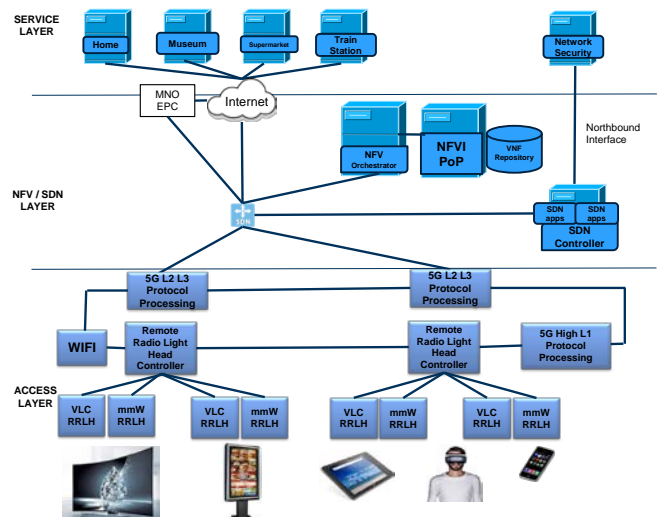 SERVICE
LAYER
Home
Museum
Supermarket
Train
Station
Network
Security
MNO
EPC
Internet
Northbound
Interface
NFV
Orchestrator
NFVI
PoP
VNF
Repository
NFV / SDN
LAYER
SDN
SDN
apps
SDN
apps
SDN
Controller
5G L2 L3
Protocol
Processing
5G L2 L3
Protocol
Processing
WIFI
Remote
Radio Light
Head
Controller
Remote
Radio Light
Head
Controller
5G High L1
Protocol
Processing
ACCESS
LAYER
VLC
RRLH
mmW
RRLH
VLC
RRLH
mmW
RRLH
VLC
RRLH
mmW
RRLH
VLC
RRLH
mmW
RRLH